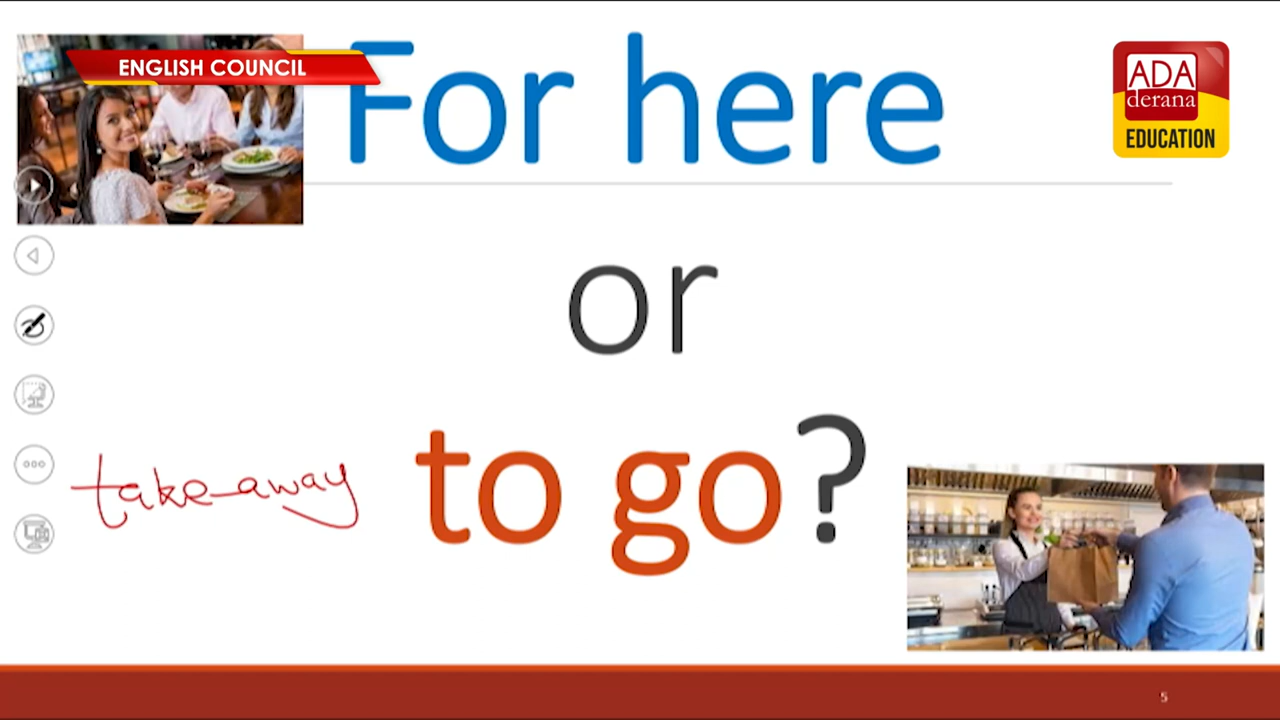 ENGLISH COUNCIL
For here
ADA
derana
EDUCATION
or
take-away
to go?
5